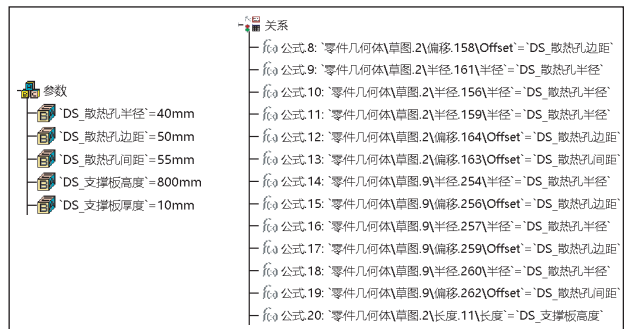 参数
`DS_散热孔半径`=40mm
`DS_散热孔边距`=50mm
`DS_散热孔间距`=55mm
`DS_支撑板高度`=800mm
`DS_支撑板厚度`=10mm
关系
f(x) 公式.8: `零件几何体\草图.2\偏移.158\Offset`=`DS_散热孔边距`
f(x) 公式.9: `零件几何体\草图.2\半径.161\半径`=`DS_散热孔半径`
f(x) 公式.10: `零件几何体\草图.2\半径.156\半径`=`DS_散热孔半径`
f(x) 公式.11: `零件几何体\草图.2\半径.159\半径`=`DS_散热孔半径`
f(x) 公式.12: `零件几何体\草图.2\偏移.164\Offset`=`DS_散热孔边距`
f(x) 公式.13: `零件几何体\草图.2\偏移.163\Offset`=`DS_散热孔间距`
f(x) 公式.14: `零件几何体\草图.9\半径.254\半径`=`DS_散热孔半径`
f(x) 公式.15: `零件几何体\草图.9\偏移.256\Offset`=`DS_散热孔边距`
f(x) 公式.16: `零件几何体\草图.9\半径.257\半径`=`DS_散热孔半径`
f(x) 公式.17: `零件几何体\草图.9\偏移.259\Offset`=`DS_散热孔边距`
f(x) 公式.18: `零件几何体\草图.9\半径.260\半径`=`DS_散热孔半径`
f(x) 公式.19: `零件几何体\草图.9\偏移.262\Offset`=`DS_散热孔间距`
f(x) 公式.20: `零件几何体\草图.2\长度.11\长度`=`DS_支撑板高度`